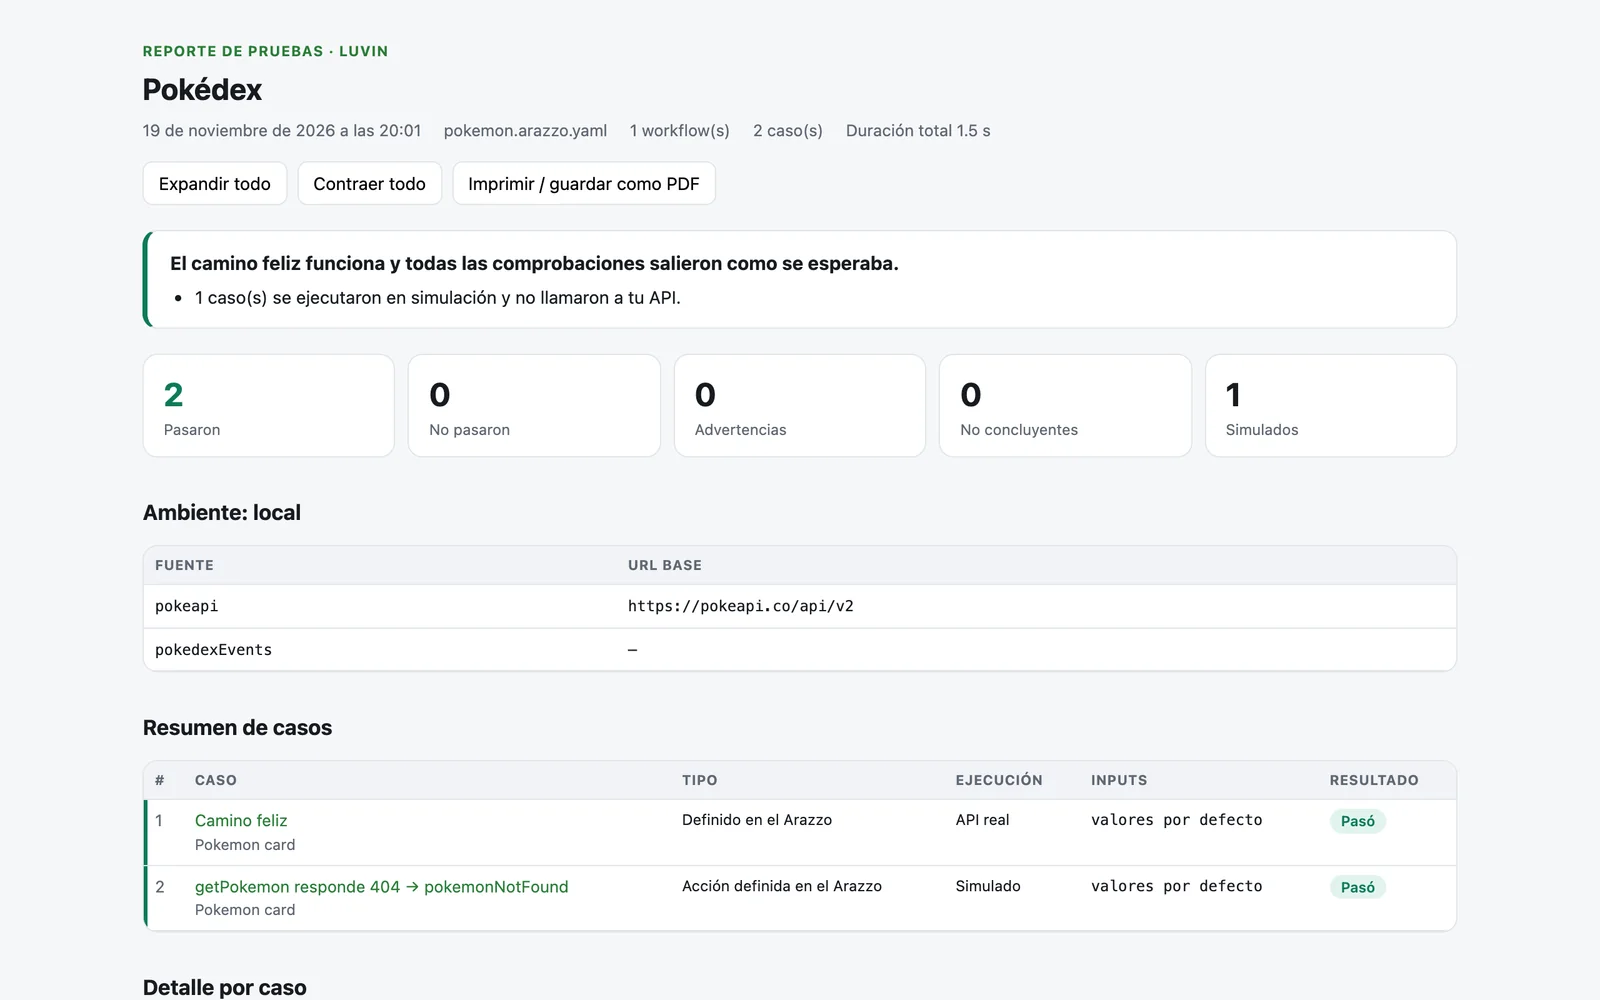 REPORTE DE PRUEBAS · LUVIN
Pokédex
19 de noviembre de 2026 a las 20:01 pokemon.arazzo.yaml 1 workflow(s) 2 caso(s) Duración total 1.5 s
Expandir todo Contraer todo Imprimir / guardar como PDF
El camino feliz funciona y todas las comprobaciones salieron como se esperaba.
• 1 caso(s) se ejecutaron en simulación y no llamaron a tu API.
2 0 0 0 1
Pasaron No pasaron Advertencias No concluyentes Simulados
Ambiente: local
FUENTE URL BASE
pokeapi https://pokeapi.co/api/v2
pokedexEvents —
Resumen de casos
# CASO TIPO EJECUCIÓN INPUTS RESULTADO
1 Camino feliz Definido en el Arazzo API real valores por defecto Pasó
Pokemon card
2 getPokemon responde 404 → pokemonNotFound Acción definida en el Arazzo Simulado valores por defecto Pasó
Pokemon card
Detalle por caso